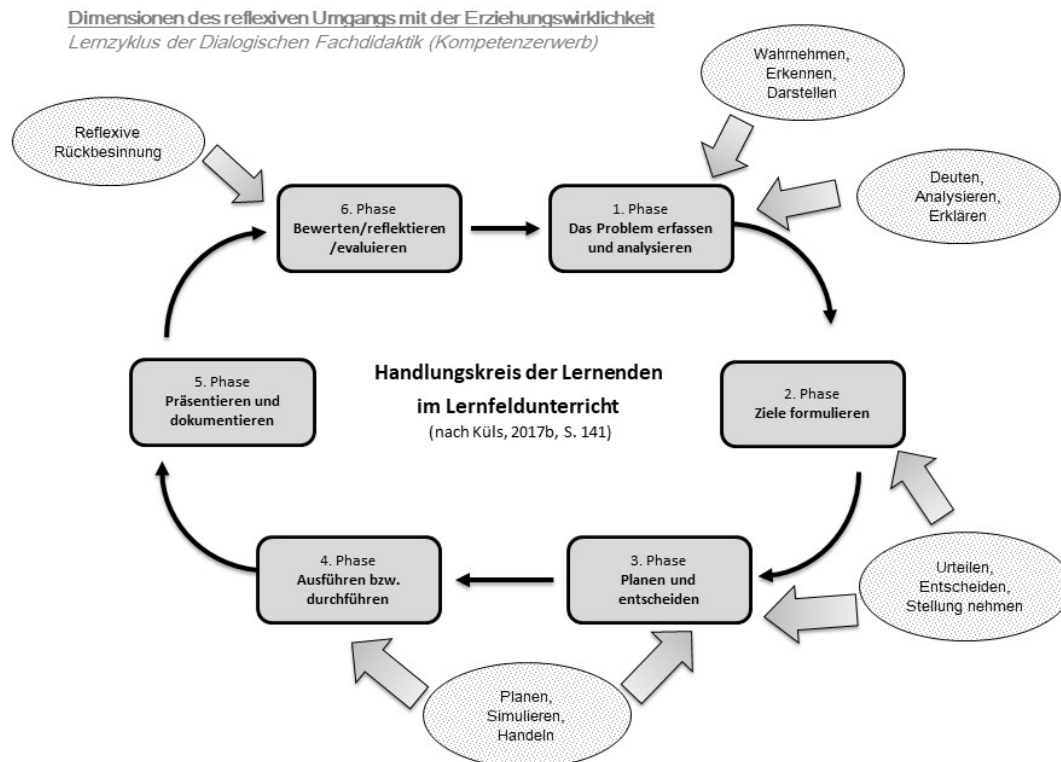 Dimensionen des reflexiven Umgangs mit der Erziehungswirklichkeit
Lernzyklus der Dialogischen Fachdidaktik (Kompetenzerwerb)
Wahrnehmen,
Erkennen,
Darstellen
Reflexive
Rückbesinnung
Deuten,
Analysieren,
Erklären
6. Phase
Bewerten/reflektieren
/evaluieren
1. Phase
Das Problem erfassen
und analysieren
5. Phase
Präsentieren und
dokumentieren
Handlungskreis der Lernenden
im Lernfeldunterricht
(nach Küls, 2017b, S. 141)
2. Phase
Ziele formulieren
4. Phase
Ausführen bzw.
durchführen
3. Phase
Planen und
entscheiden
Urteilen,
Entscheiden,
Stellung nehmen
Planen,
Simulieren,
Handeln